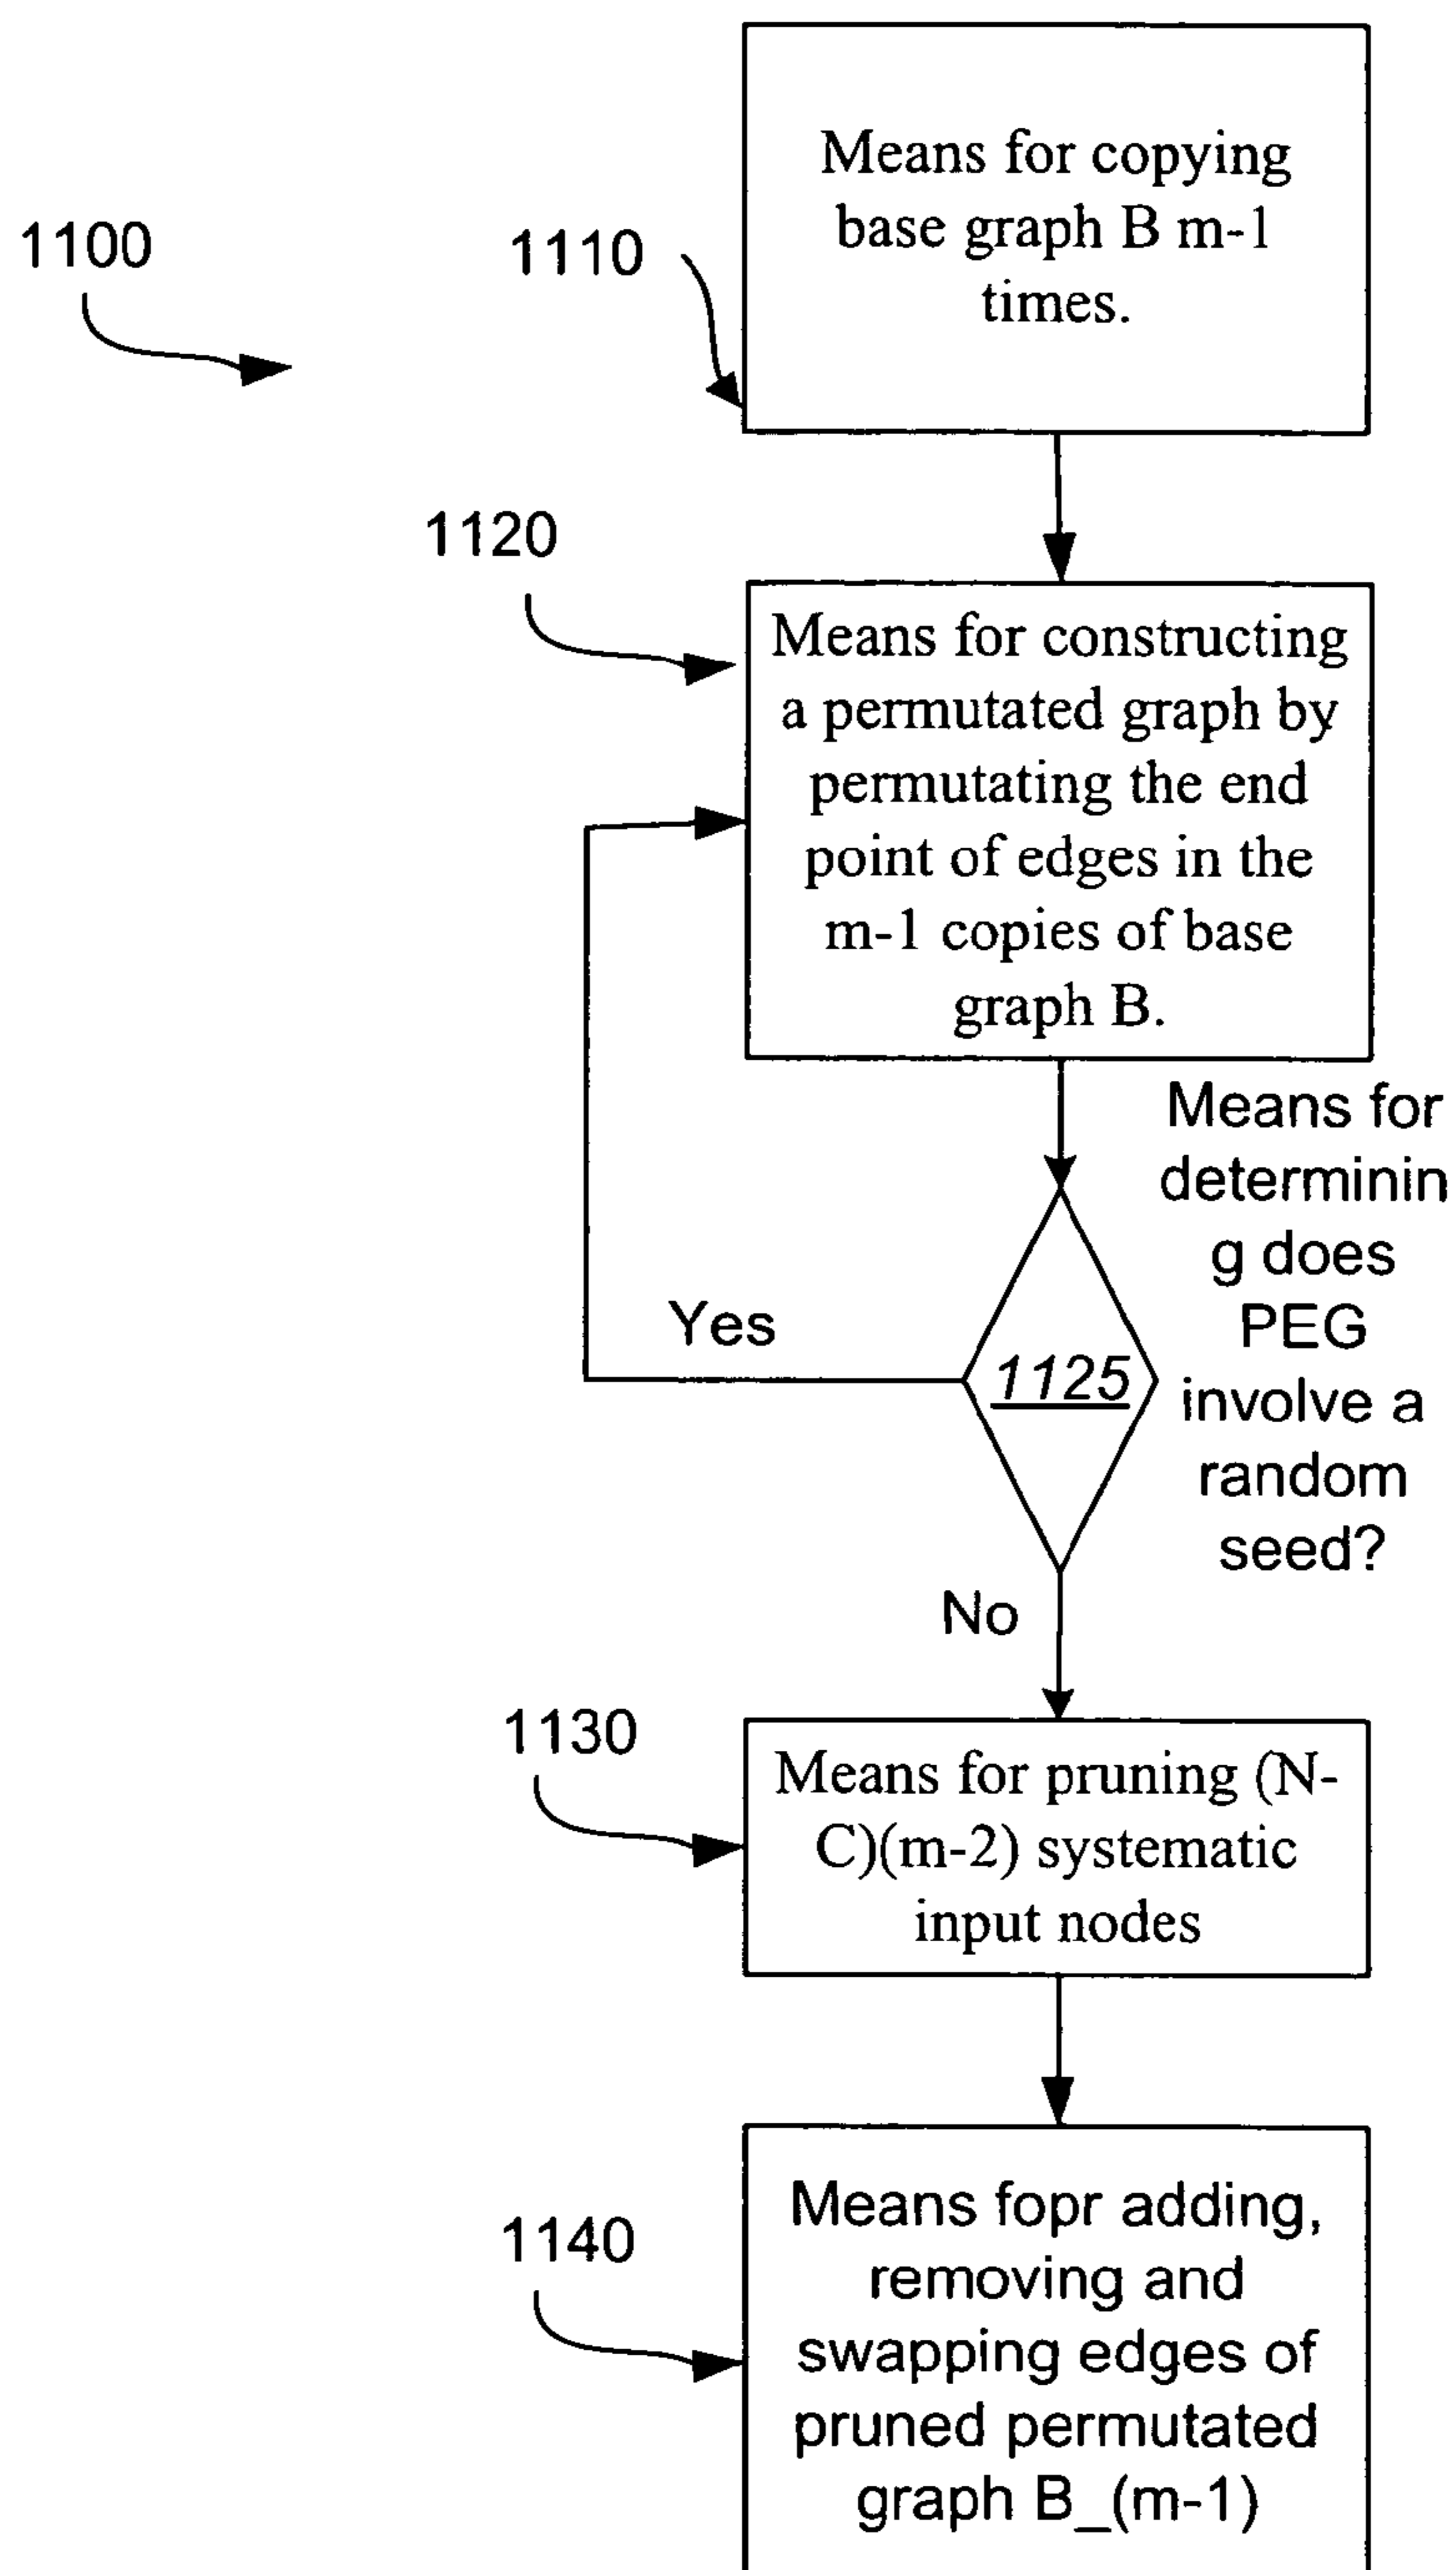 Means for copying
base graph B m-1
times.
1100
1110
1120
Means for constructing
a permutated graph by
permutating the end
point of edges in the
m-1 copies of base
graph B.
Means for
determinin
g does
PEG
involve a
random
seed?
Yes
1125
No
1130
Means for pruning (N-
C)(m-2) systematic
input nodes
1140
Means fopr adding,
removing and
swapping edges of
pruned permutated
graph B_(m-1)